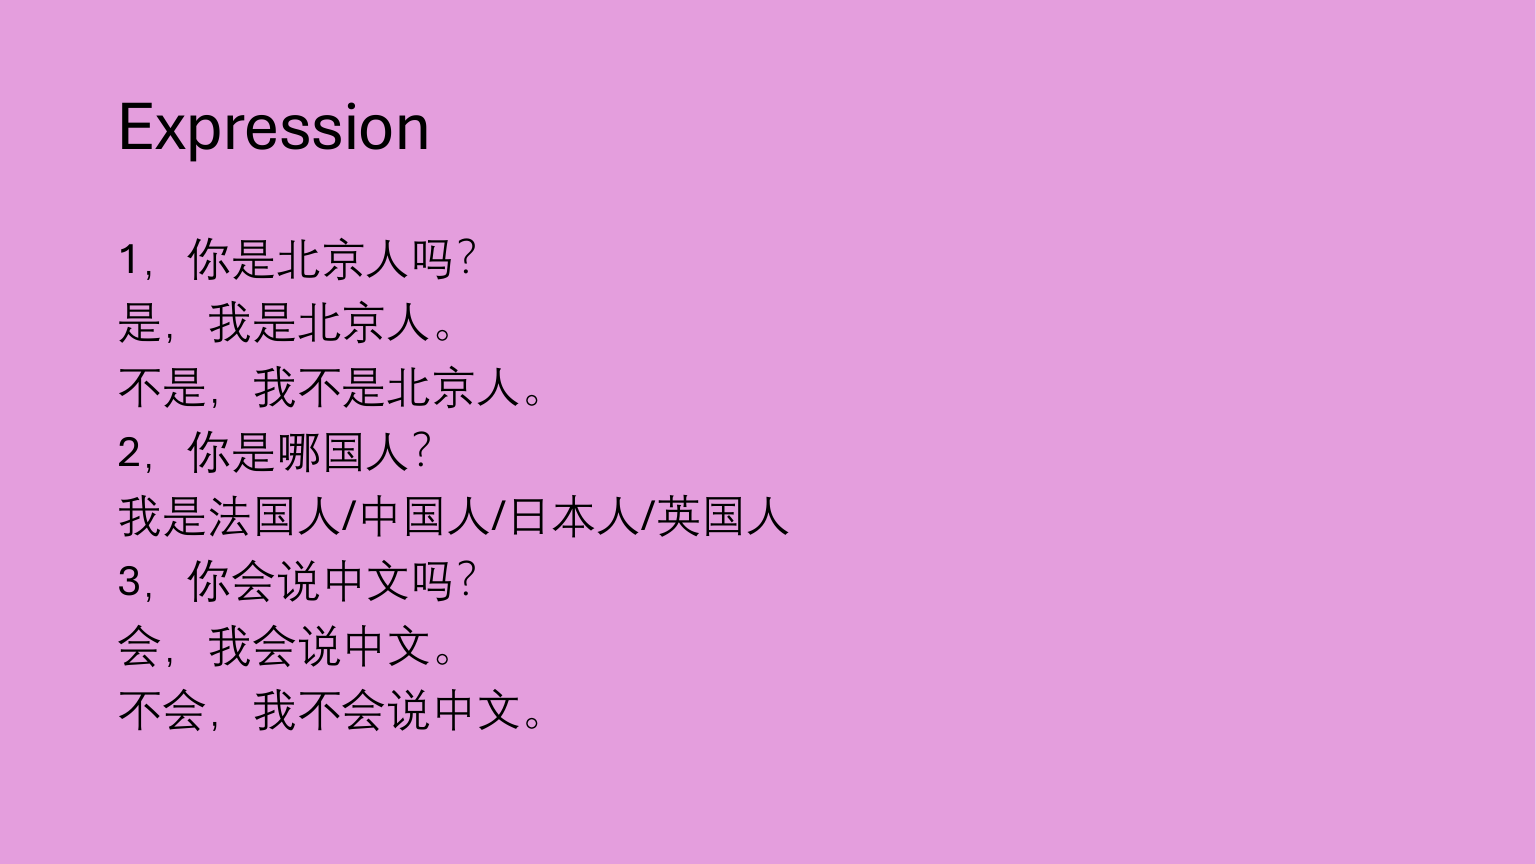 Expression
1，你是北京人吗？
是，我是北京人。
不是，我不是北京人。
2，你是哪国人？
我是法国人/中国人/日本人/英国人
3，你会说中文吗？
会，我会说中文。
不会，我不会说中文。